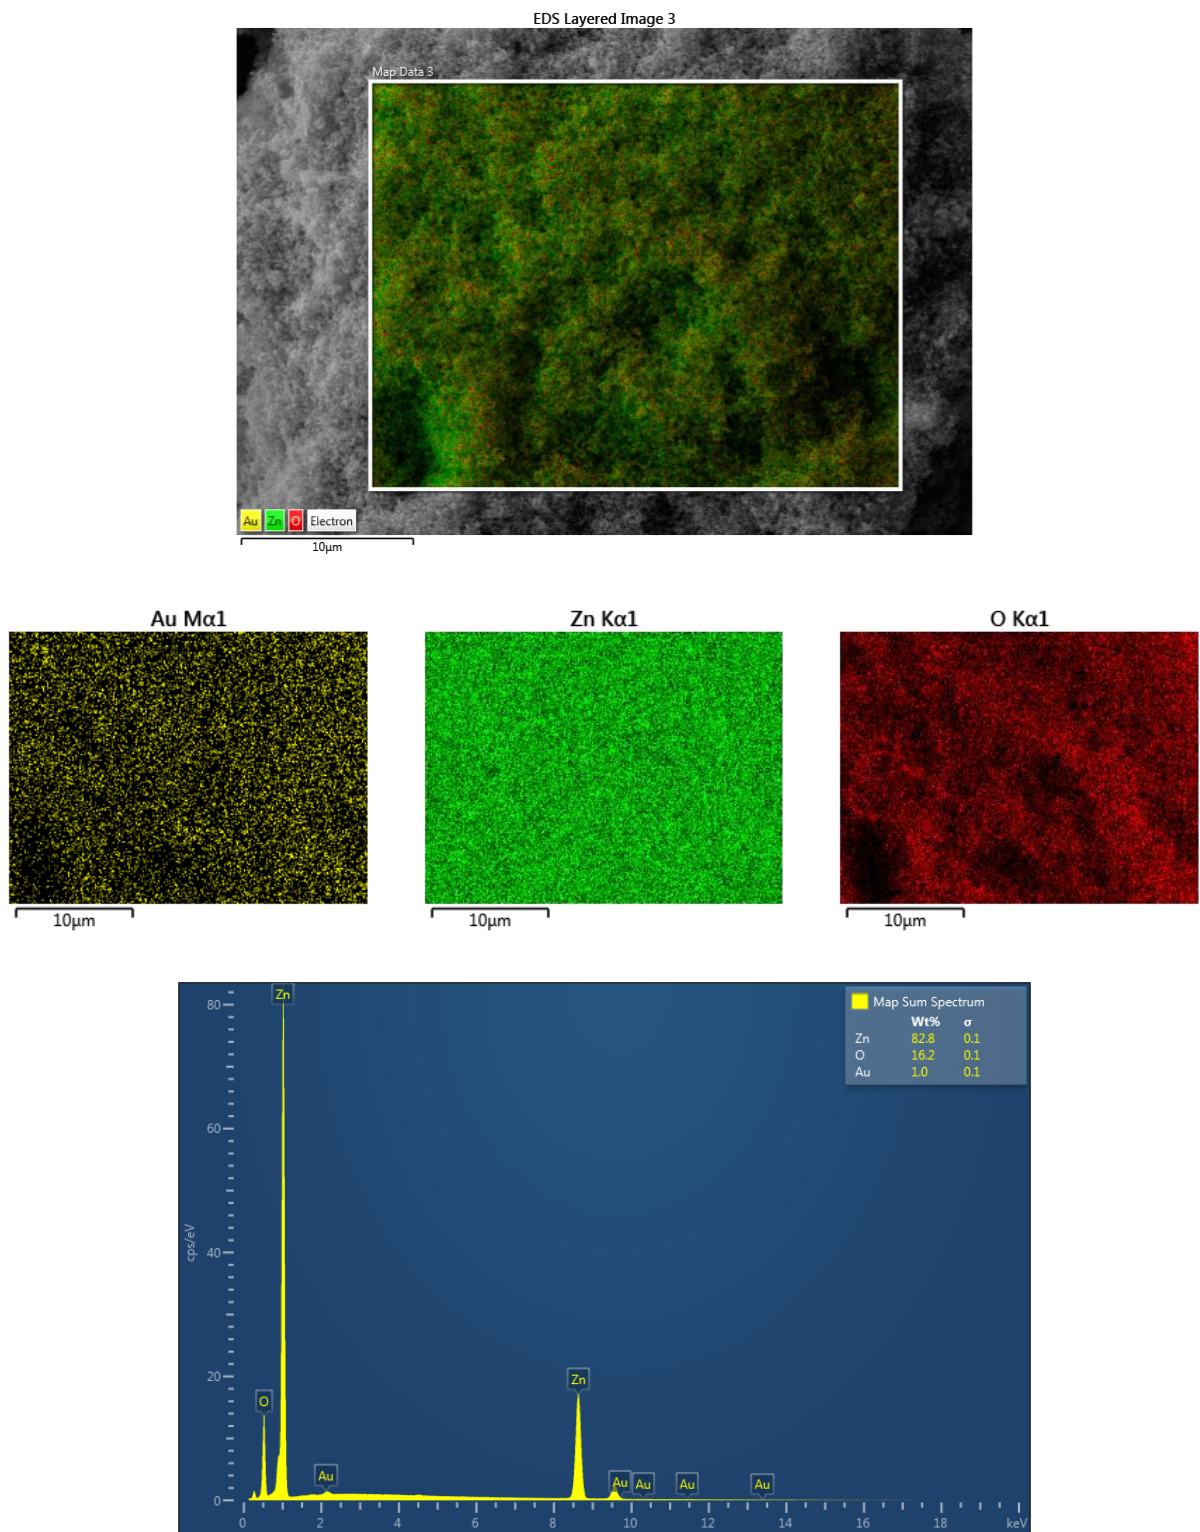 EDS Layered Image 3
Map Data 3
Au Zn O Electron
10µm
Au Mα1 Zn Kα1 O Kα1
10µm 10µm 10µm
Map Sum Spectrum
Wt% σ
Zn 82.8 0.1
O 16.2 0.1
Au 1.0 0.1
cps/eV
80
60
40
20
0
Zn
O
Au
Zn
Au
Au
Au
Au
0 2 4 6 8 10 12 14 16 18 keV